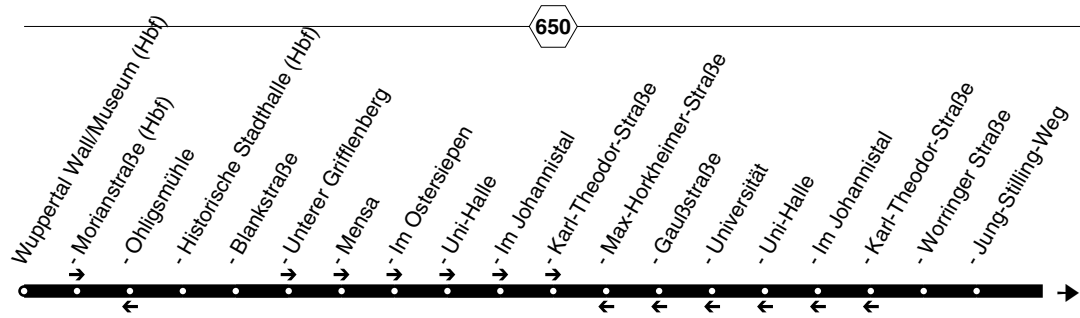 650
Wuppertal Wall/Museum (Hbf)
- Morianstraße (Hbf)
- Ohligsmühle
- Historische Stadthalle (Hbf)
- Blankstraße
- Unterer Grifflenberg
- Mensa
- Im Ostersiepen
- Uni-Halle
- Im Johannistal
- Karl-Theodor-Straße
- Max-Horkheimer-Straße
- Gaußstraße
- Universität
- Uni-Halle
- Im Johannistal
- Karl-Theodor-Straße
- Worringer Straße
- Jung-Stilling-Weg